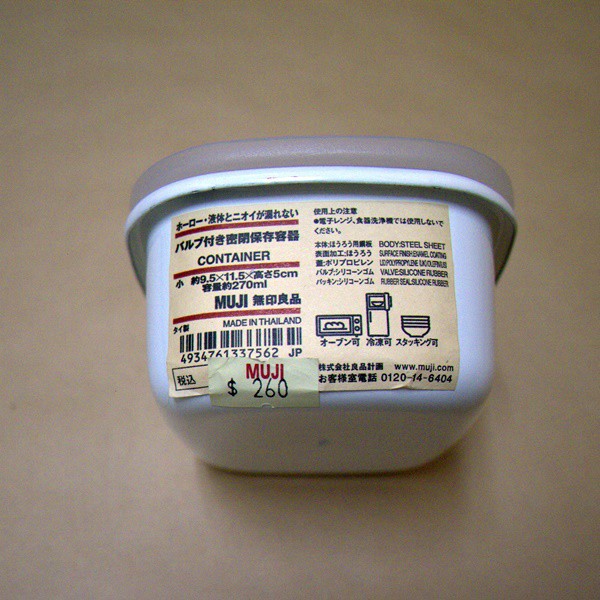 ホーロー・液体とニオイが漏れない
バルブ付き密閉保存容器
CONTAINER
小 約9.5×11.5×高さ5cm
容量約270ml
MUJI 無印良品
タイ製 MADE IN THAILAND
4934761337562 JP
税込
MUJI
$ 260
使用上の注意
●電子レンジ、食器洗浄機では使用しないで
ください。
本体:ほうろう用鋼板 BODY:STEEL SHEET
表面加工:ほうろう SURFACE FINISH:ENAMEL COATING
蓋:ポリプロピレン LID:POLYPROPYLENE
バルブ:シリコーンゴム VALVE:SILICONE RUBBER
パッキン:シリコーンゴム RUBBER SEAL:SILICONE RUBBER
オーブン可 冷凍可 スタッキング可
株式会社良品計画 www.muji.com
お客様室電話 0120-14-6404